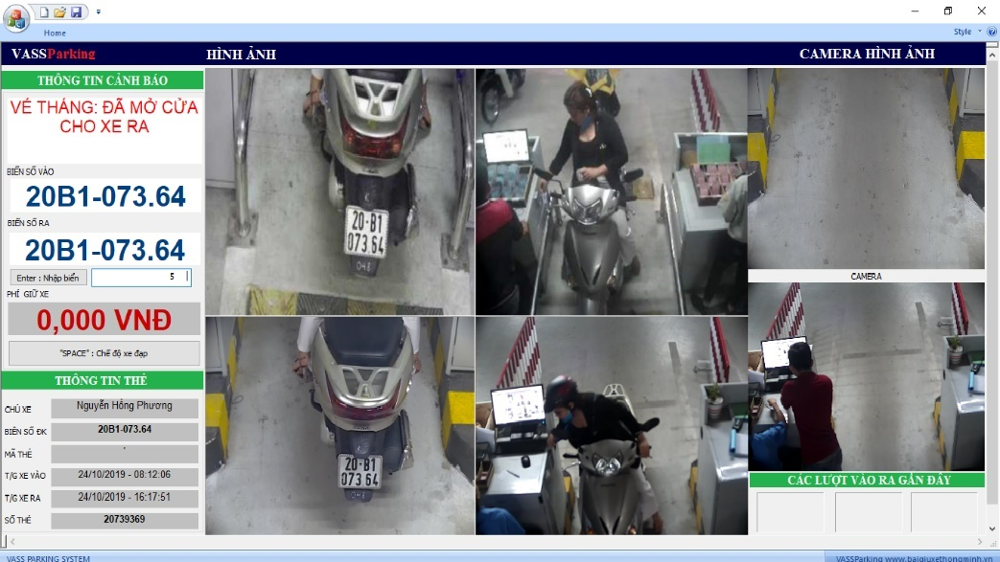 Home
Style
VASSParking
HÌNH ẢNH
CAMERA HÌNH ẢNH
THÔNG TIN CẢNH BÁO
VÉ THÁNG: ĐÃ MỞ CỬA
CHO XE RA
BIỂN SỐ VÀO
20B1-073.64
BIỂN SỐ RA
20B1-073.64
Enter : Nhập biển
5
PHÍ GIỮ XE
0,000 VNĐ
"SPACE" : Chế độ xe đạp
THÔNG TIN THẺ
CHỦ XE
Nguyễn Hồng Phương
BIỂN SỐ ĐK
20B1-073.64
MÃ THẺ
T/G XE VÀO
24/10/2019 - 08:12:06
T/G XE RA
24/10/2019 - 16:17:51
SỐ THẺ
20739369
20-B1
073.64
20-B1
073 64
CAMERA
CÁC LƯỢT VÀO RA GẦN ĐÂY
VASS PARKING SYSTEM
VASSParking www.baigiuxethongminh.vn